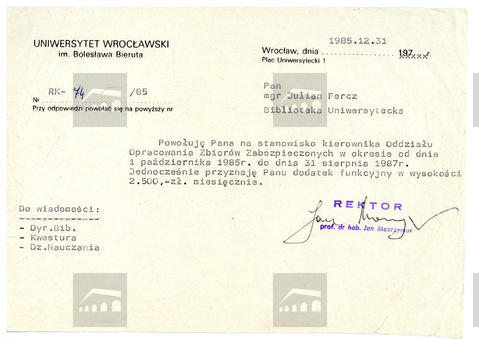 UNIWERSYTET WROCŁAWSKI
im. Bolesława Bieruta
1985.12.31
Wrocław, dnia 197xxxx r.
Plac Uniwersytecki 1
RK- 74 /85
Nr
Przy odpowiedzi powołać się na powyższy nr
Pan
mgr Julian Fercz
Biblioteka Uniwersytecka
Powołuję Pana na stanowisko kierownika Oddziału
Opracowania Zbiorów Zabezpieczonych w okresie od dnia
1 października 1985r. do dnia 31 sierpnia 1987r.
Jednocześnie przyznaję Panu dodatek funkcyjny w wysokości
2.500,-zł. miesięcznie.
REKTOR
prof. dr hab. Jan Mozrzymas
Do wiadomości:
- Dyr.Bib.
- Kwestura
- Dz.Nauczania